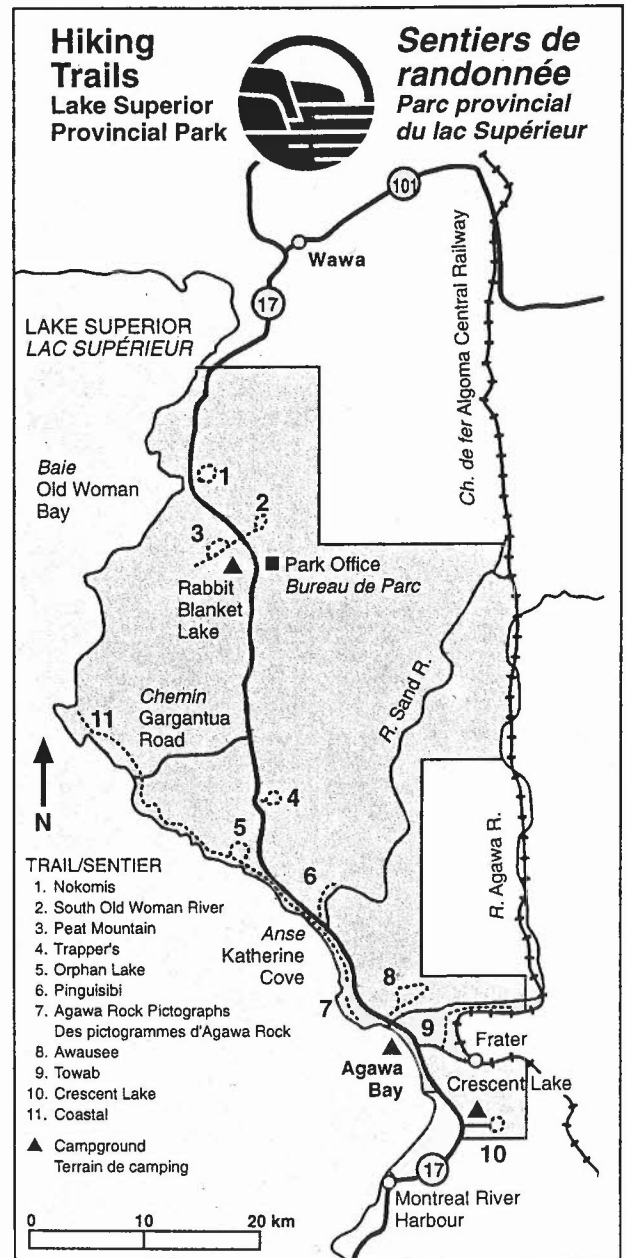 Hiking
Trails
Lake Superior
Provincial Park
Sentiers de
randonnée
Parc provincial
du lac Supérieur
101
Wawa
17
LAKE SUPERIOR
LAC SUPÉRIEUR
Ch. de fer Algoma Central Railway
Baie
Old Woman
Bay
1
2
3
Park Office
Bureau de Parc
Rabbit
Blanket
Lake
R. Sand R.
Chemin
Gargantua
Road
11
N
4
5
R. Agawa R.
6
Anse
Katherine
Cove
7
8
9
Frater
Agawa
Bay
Crescent Lake
10
17
Montreal River
Harbour
TRAIL/SENTIER
1. Nokomis
2. South Old Woman River
3. Peat Mountain
4. Trapper's
5. Orphan Lake
6. Pinguisibi
7. Agawa Rock Pictographs
Des pictogrammes d'Agawa Rock
8. Awausee
9. Towab
10. Crescent Lake
11. Coastal
Campground
Terrain de camping
0 10 20 km